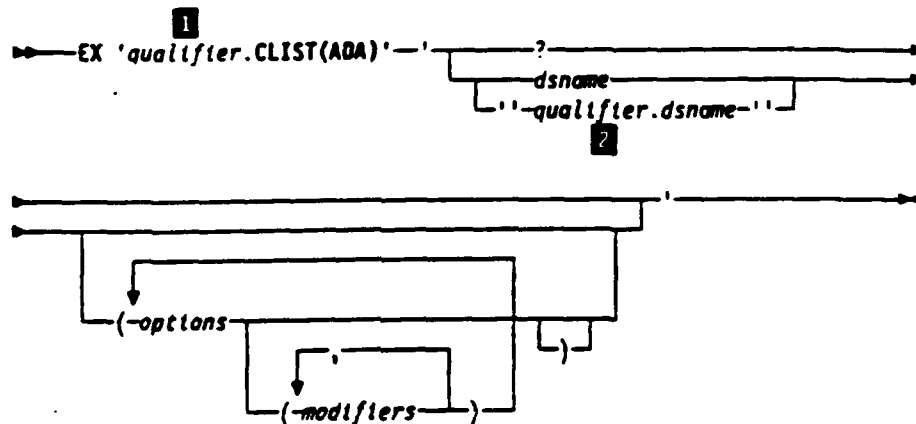 1
EX 'qualifier.CLIST(ADA)' ' ?
dsname
''qualifier.dsname''
2
'
(options
)
,
(modifiers )